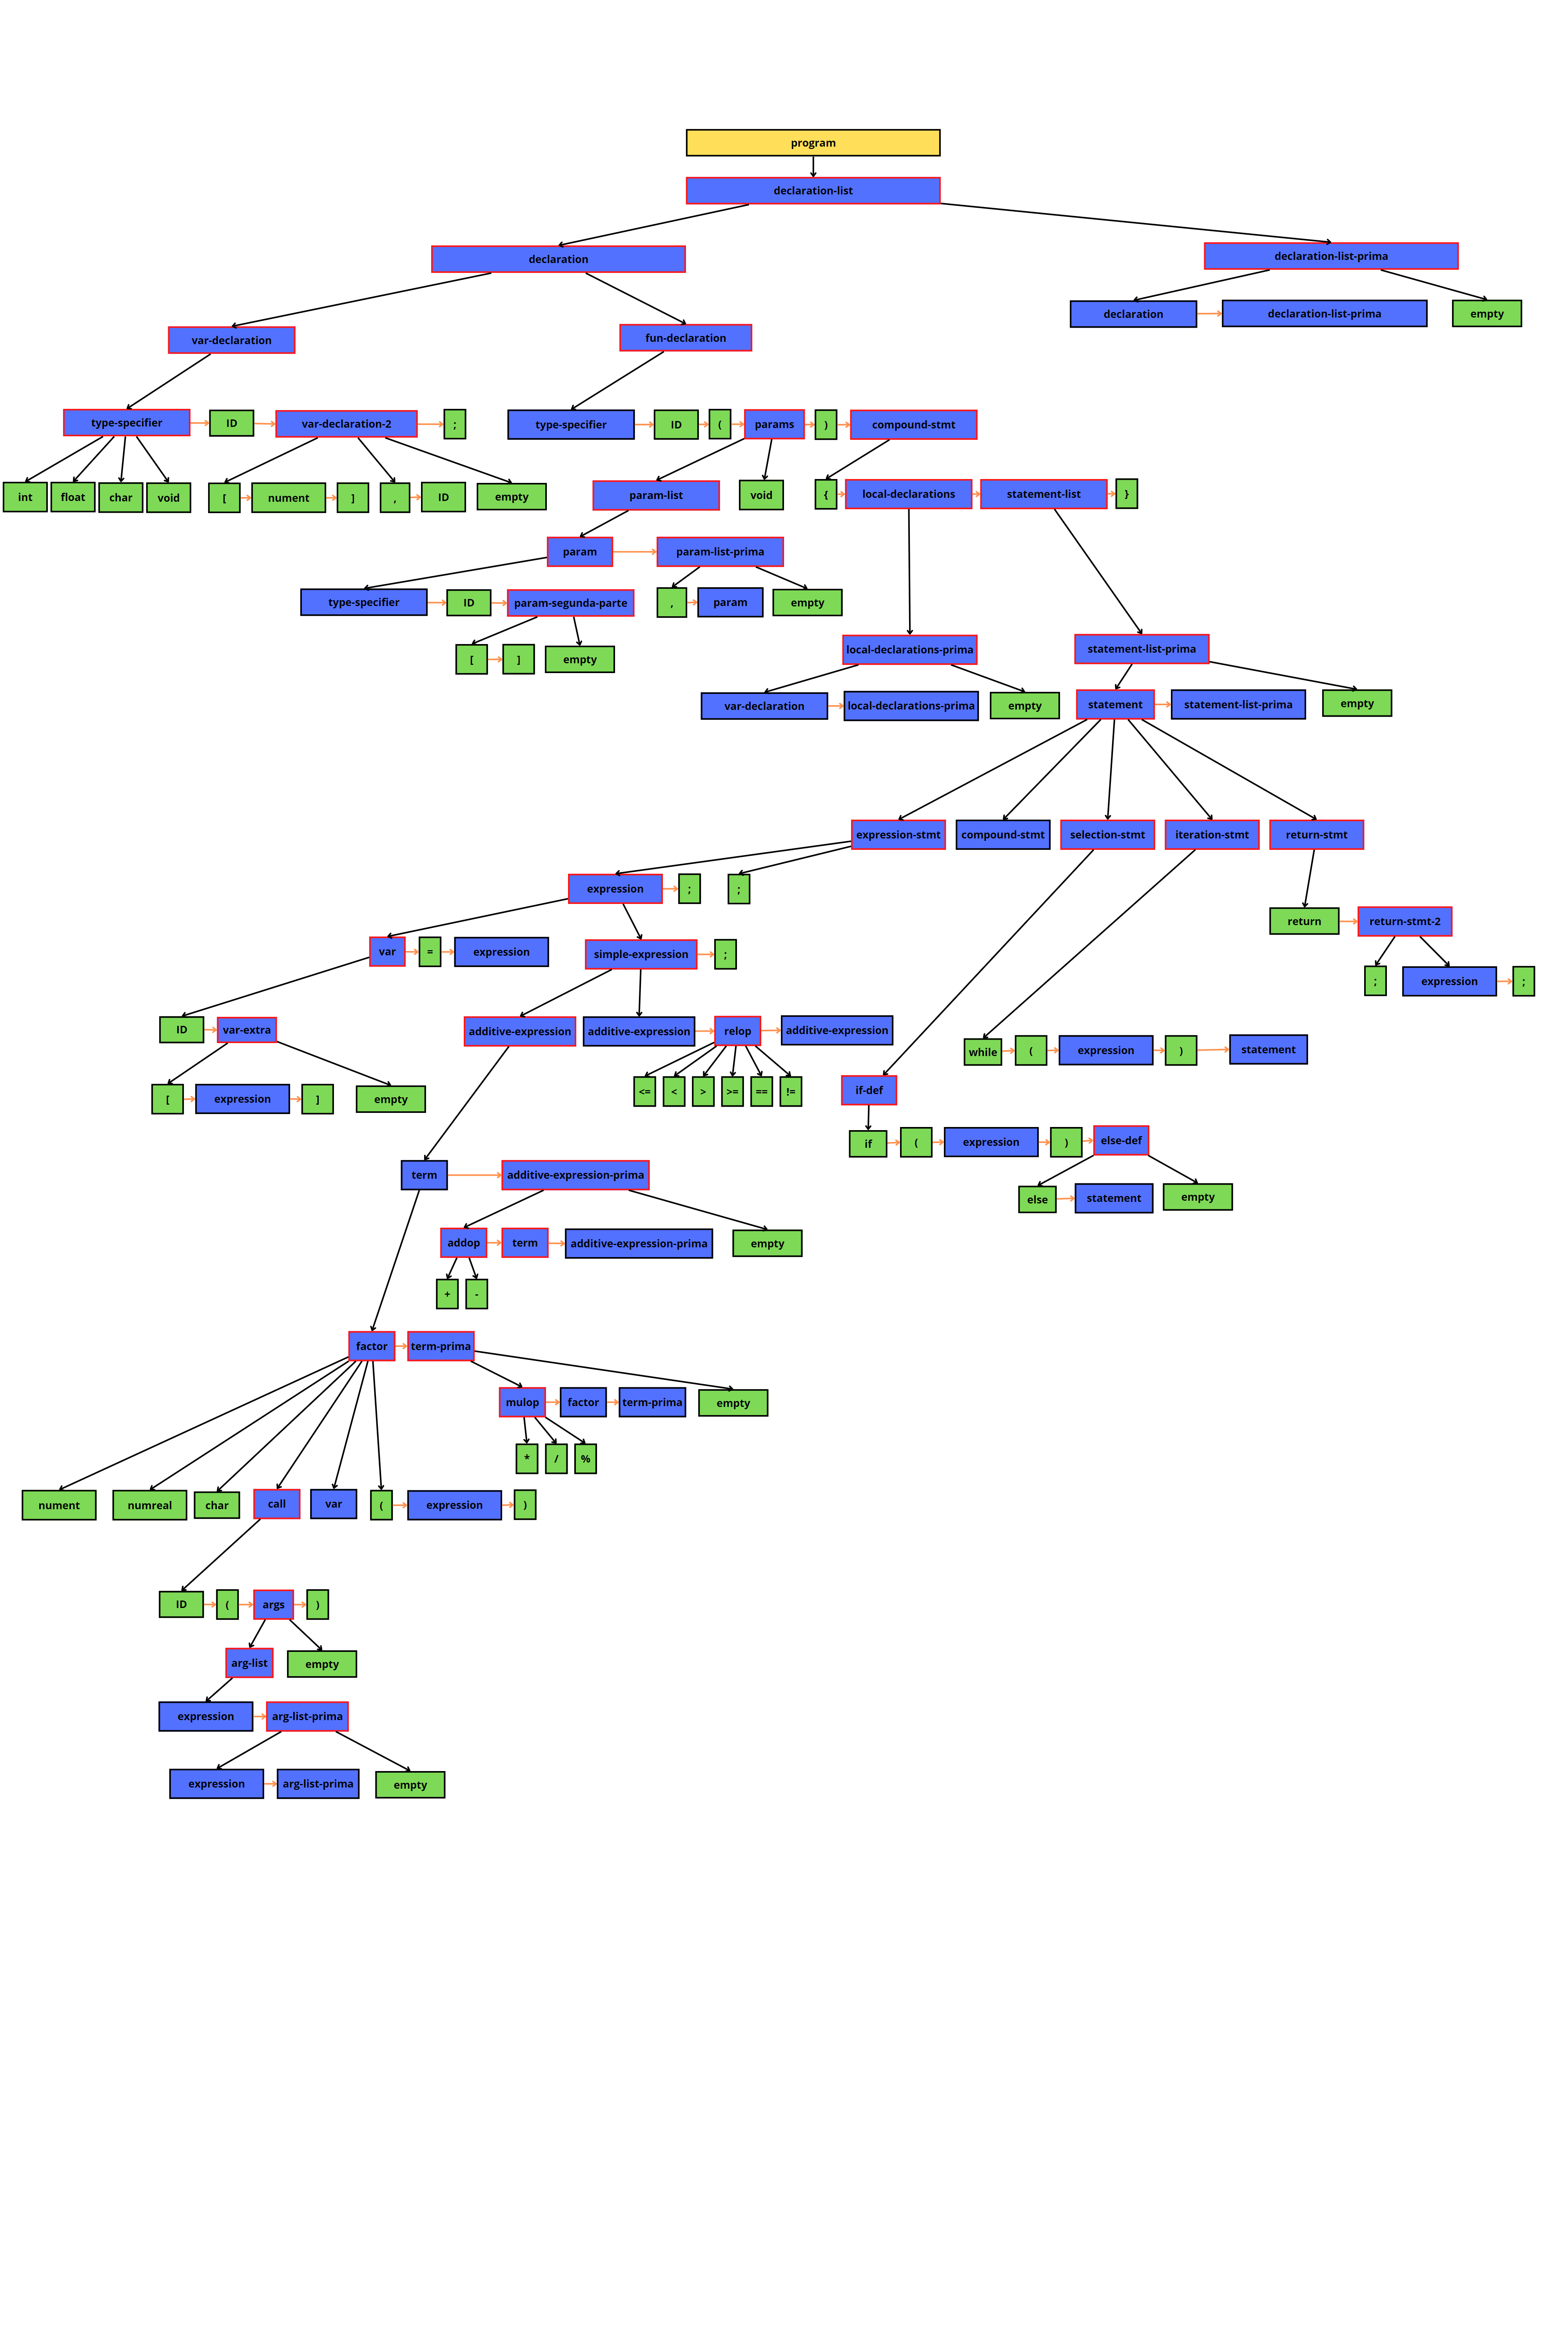 program
declaration-list
declaration
declaration-list-prima
declaration declaration-list-prima empty
var-declaration
fun-declaration
type-specifier ID var-declaration-2 ;
type-specifier ID ( params ) compound-stmt
int float char void
[ nument ] , ID empty
param-list void
{ local-declarations statement-list }
param param-list-prima
type-specifier ID param-segunda-parte
, param empty
[ ] empty
local-declarations-prima
statement-list-prima
var-declaration local-declarations-prima empty
statement statement-list-prima empty
expression-stmt compound-stmt selection-stmt iteration-stmt return-stmt
expression ; ;
return return-stmt-2
var = expression
simple-expression ;
; expression ;
ID var-extra
additive-expression
additive-expression relop additive-expression
while ( expression ) statement
[ expression ] empty
<= < > >= == !=
if-def
if ( expression ) else-def
term additive-expression-prima
else statement empty
addop term additive-expression-prima empty
+ -
factor term-prima
mulop factor term-prima empty
* / %
nument numreal char call var ( expression )
ID ( args )
arg-list empty
expression arg-list-prima
expression arg-list-prima empty